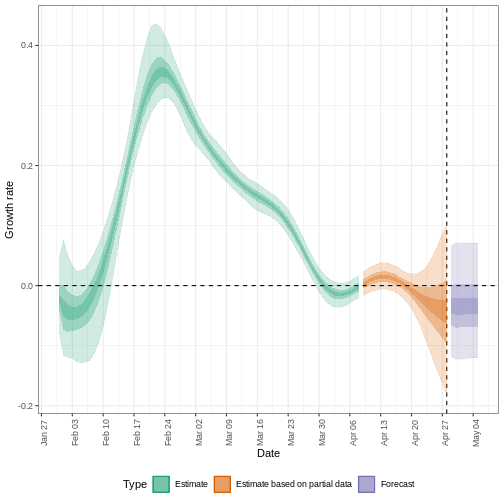 0.4
0.2
0.0
-0.2
Growth rate
Jan 27
Feb 03
Feb 10
Feb 17
Feb 24
Mar 02
Mar 09
Mar 16
Mar 23
Mar 30
Apr 06
Apr 13
Apr 20
Apr 27
May 04
Date
Type Estimate Estimate based on partial data Forecast